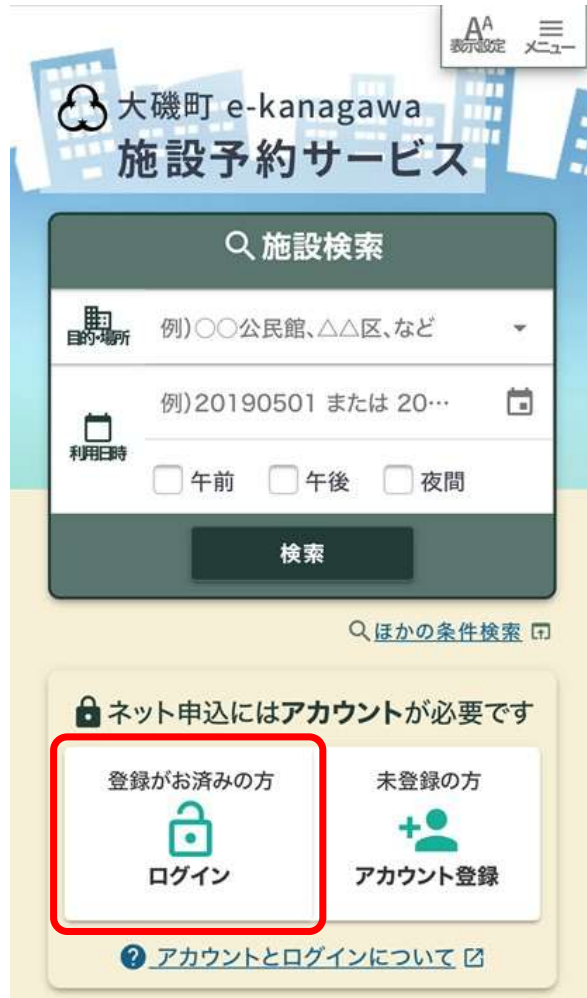 AA
表示設定
メニュー
大磯町 e-kanagawa
施設予約サービス
施設検索
目的・場所
例)○○公民館、△△区、など
例)20190501 または 20…
利用日時
午前 午後 夜間
検索
ほかの条件検索
ネット申込にはアカウントが必要です
登録がお済みの方
ログイン
未登録の方
アカウント登録
アカウントとログインについて